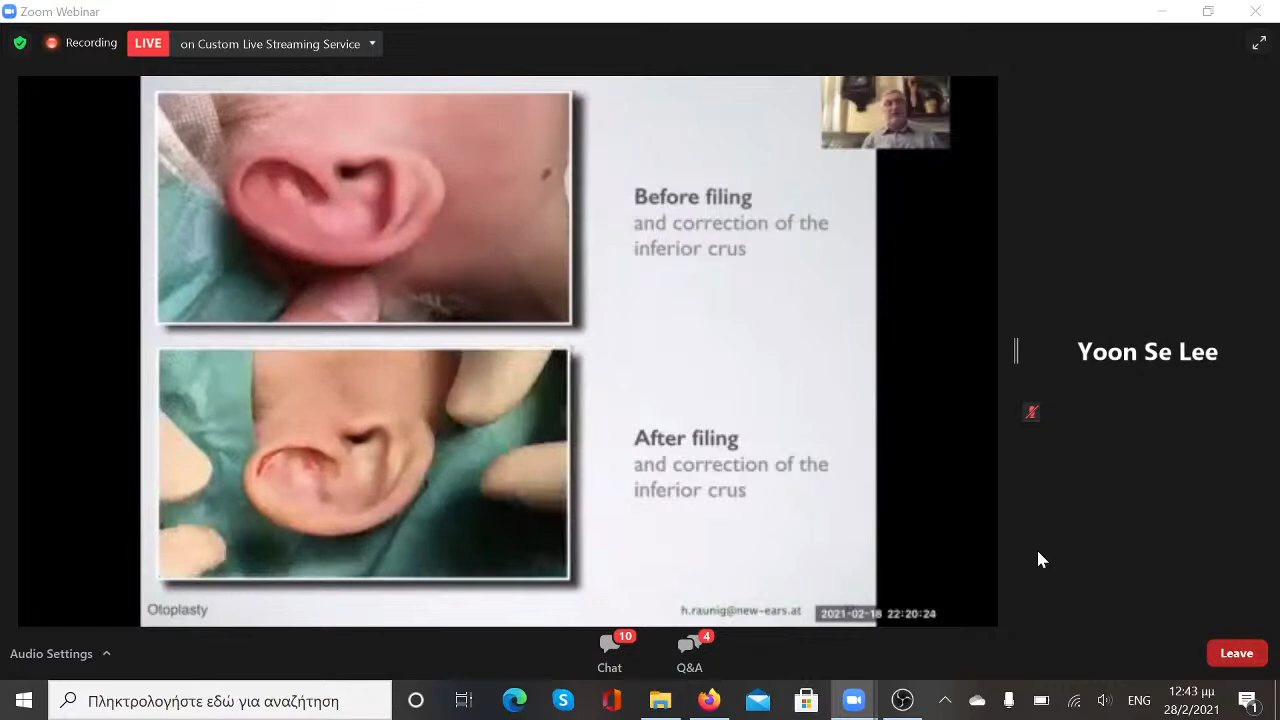 Zoom Webinar
Recording
LIVE
on Custom Live Streaming Service
Before filing
and correction of the
inferior crus
Yoon Se Lee
After filing
and correction of the
inferior crus
Otoplasty
h.raunig@new-ears.at
2021-02-18 22:20:24
Audio Settings
10
Chat
4
Q&A
Leave
Πληκτρολογήστε εδώ για αναζήτηση
ENG
12:43 μμ
28/2/2021
1